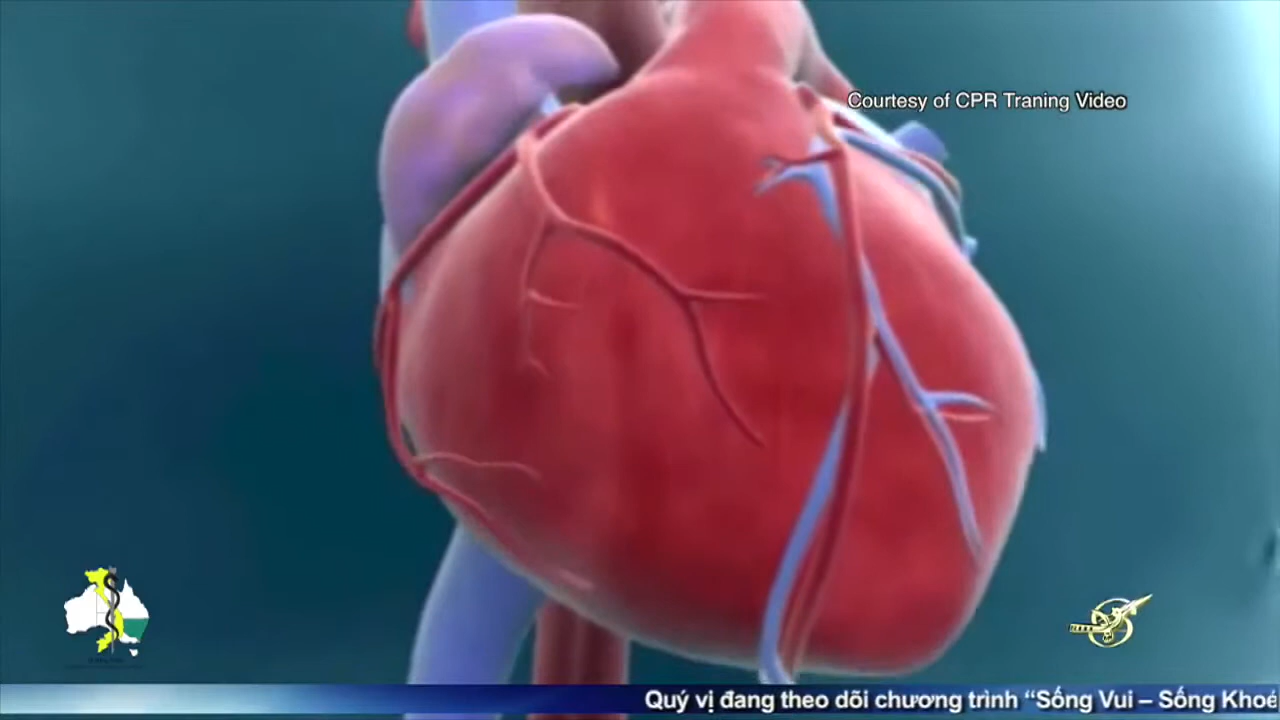 Courtesy of CPR Traning Video
Quý vị đang theo dõi chương trình “Sống Vui – Sống Khoẻ